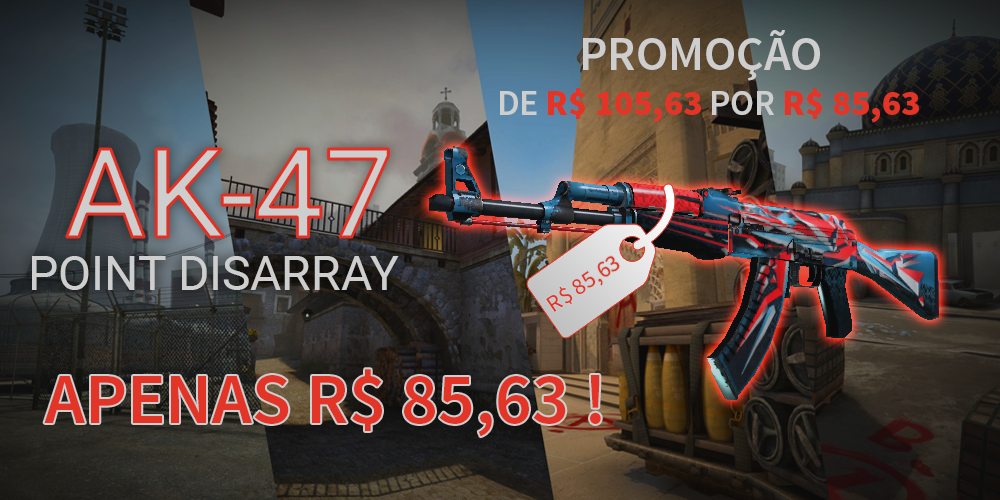 PROMOÇÃO
DE R$ 105,63 POR R$ 85,63
AK-47
POINT DISARRAY
R$ 85,63
APENAS R$ 85,63 !
B